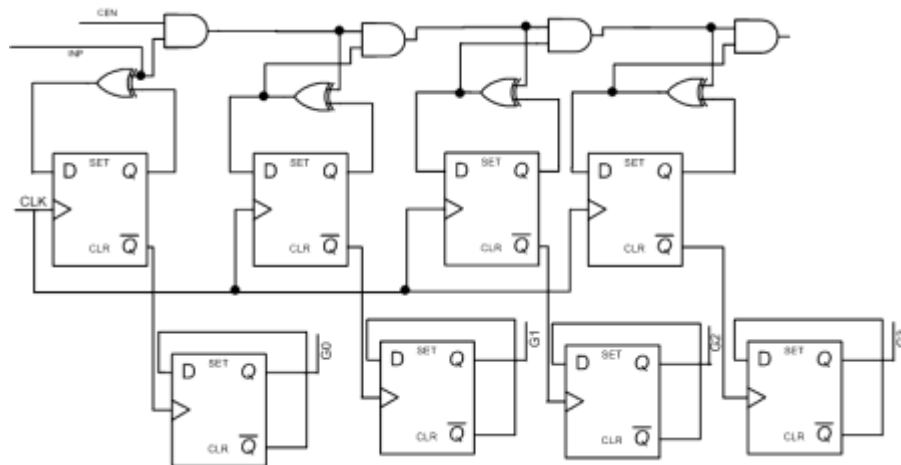 CEN
INP
D SET Q
CLR Q
D SET Q
CLR Q
D SET Q
CLR Q
D SET Q
CLR Q
CLK
G0
G1
G2
G3
D SET Q
CLR Q
D SET Q
CLR Q
D SET Q
CLR Q
D SET Q
CLR Q